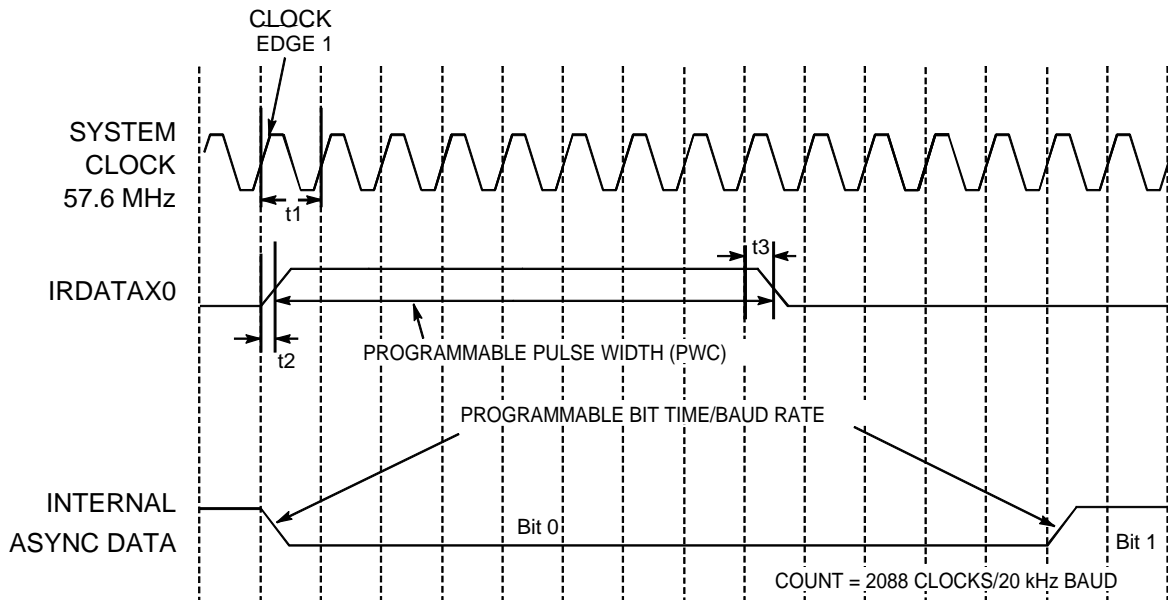 CLOCK
EDGE 1
SYSTEM
CLOCK
57.6 MHz
t1
t3
IRDATAX0
t2
PROGRAMMABLE PULSE WIDTH (PWC)
PROGRAMMABLE BIT TIME/BAUD RATE
INTERNAL
ASYNC DATA
Bit 0
Bit 1
COUNT = 2088 CLOCKS/20 kHz BAUD